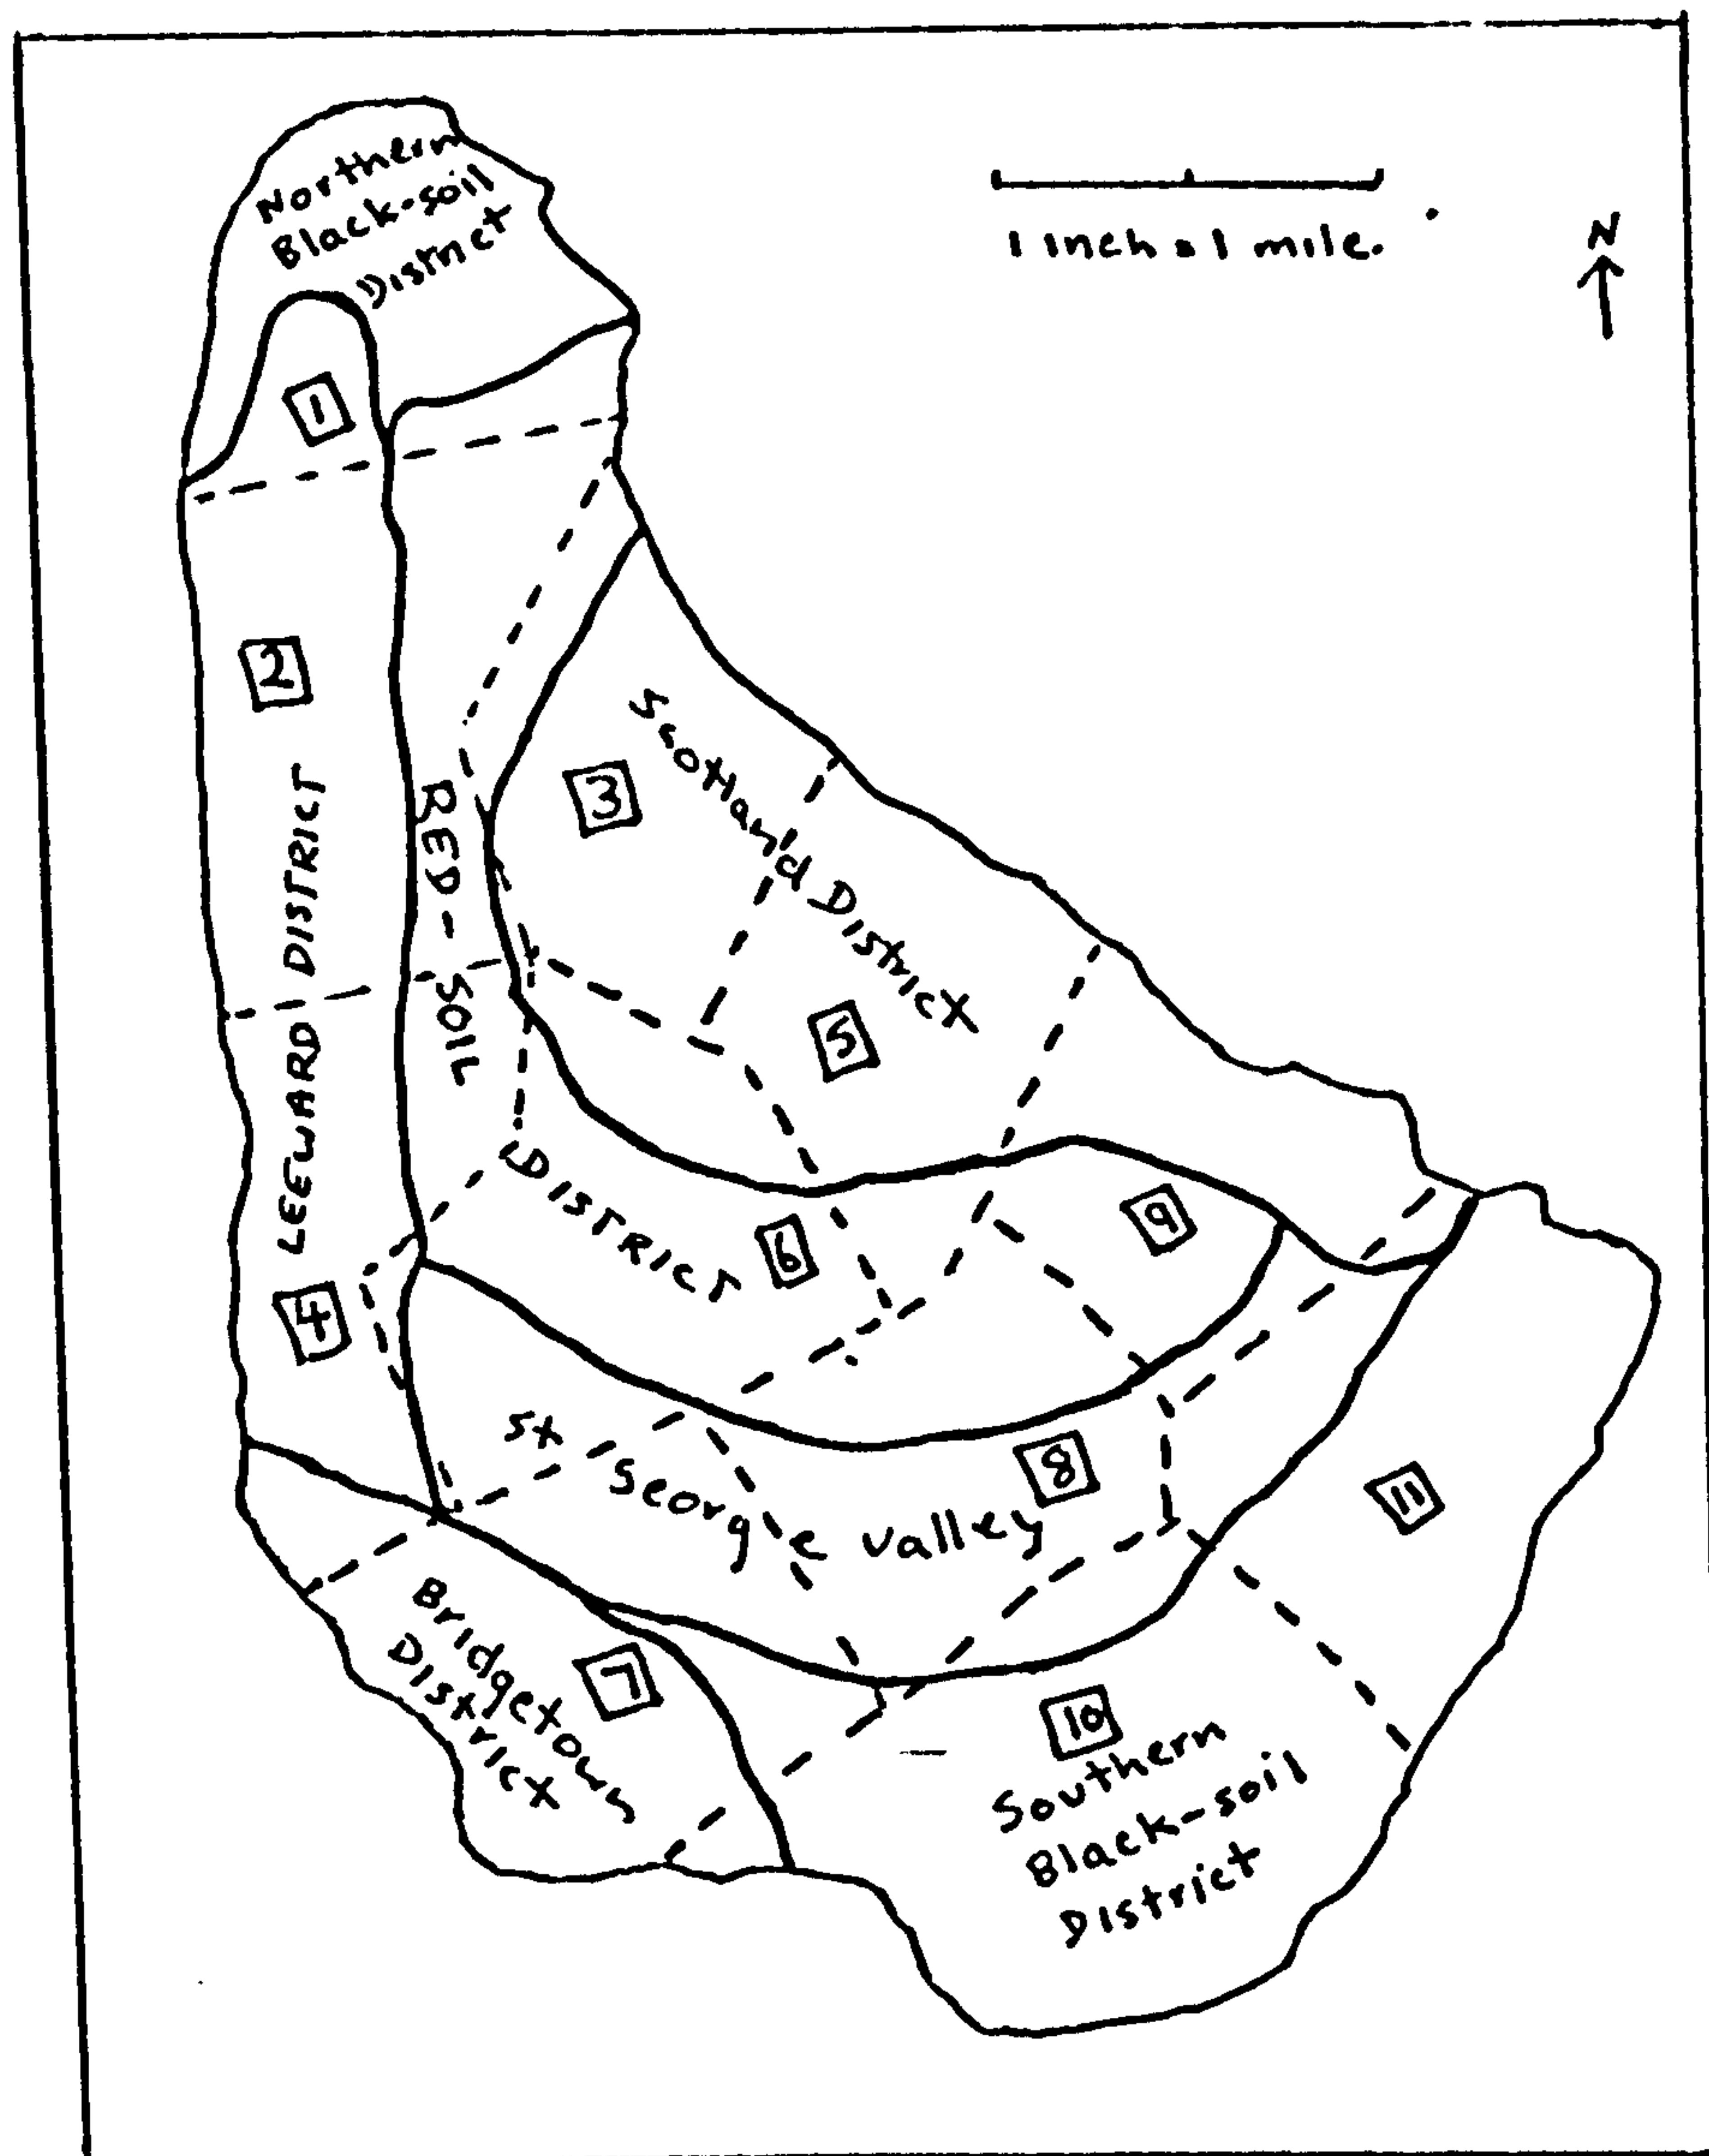 Northern
Black-soil
District
1 inch = 1 mile.
N
1
2
3
Scotland District
LEEWARD DISTRICT
RED-SOIL
DISTRICT
5
4
6
9
St George valley
8
11
Bridgetown
District
7
10
Southern
Black-soil
District